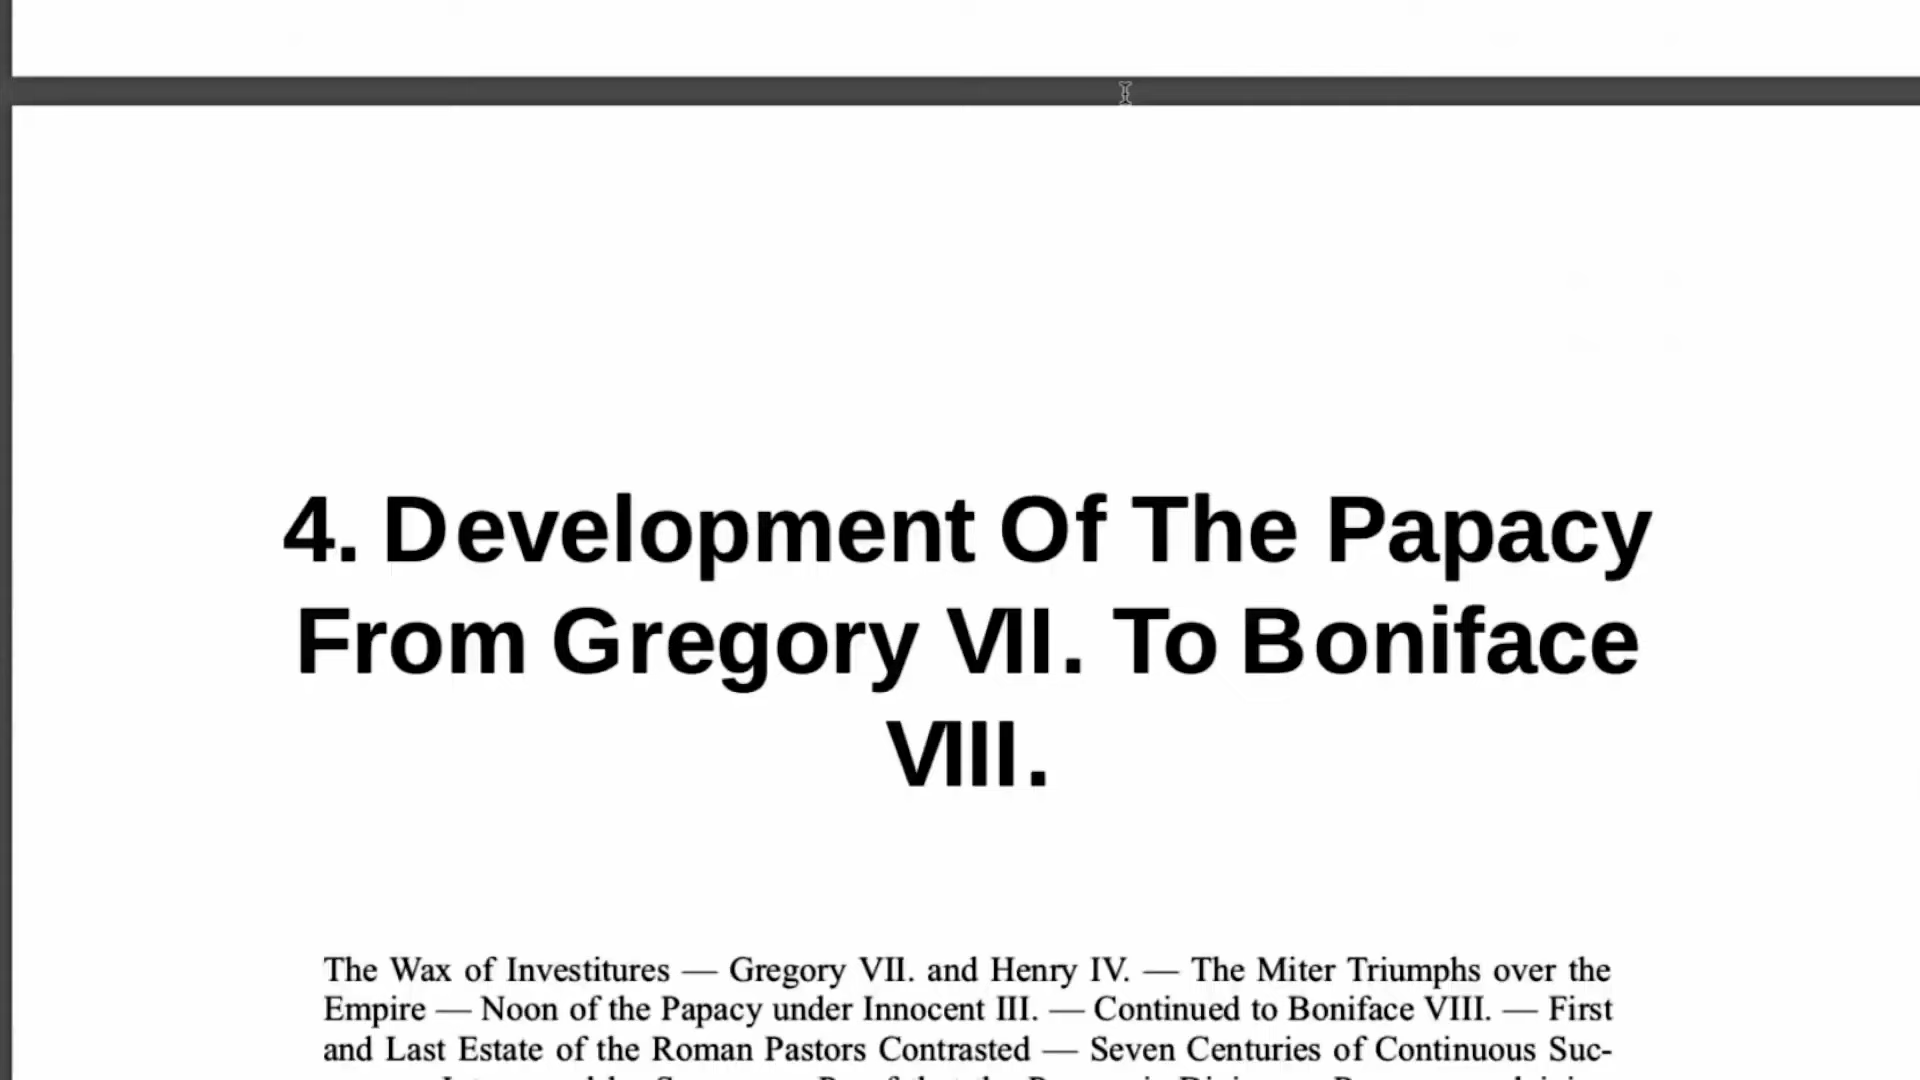 4. Development Of The Papacy
From Gregory VII. To Boniface
VIII.
The Wax of Investitures — Gregory VII. and Henry IV. — The Miter Triumphs over the
Empire — Noon of the Papacy under Innocent III. — Continued to Boniface VIII. — First
and Last Estate of the Roman Pastors Contrasted — Seven Centuries of Continuous Suc-